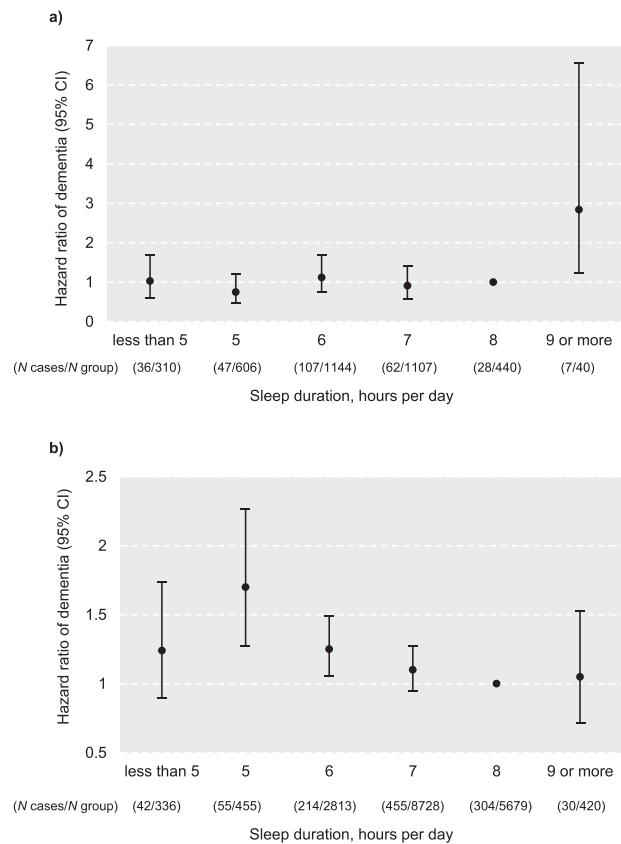 a)
Hazard ratio of dementia (95% CI)
7
6
5
4
3
2
1
0
less than 5 5 6 7 8 9 or more
(N cases/N group) (36/310) (47/606) (107/1144) (62/1107) (28/440) (7/40)
Sleep duration, hours per day
b)
Hazard ratio of dementia (95% CI)
2.5
2
1.5
1
0.5
less than 5 5 6 7 8 9 or more
(N cases/N group) (42/336) (55/455) (214/2813) (455/8728) (304/5679) (30/420)
Sleep duration, hours per day